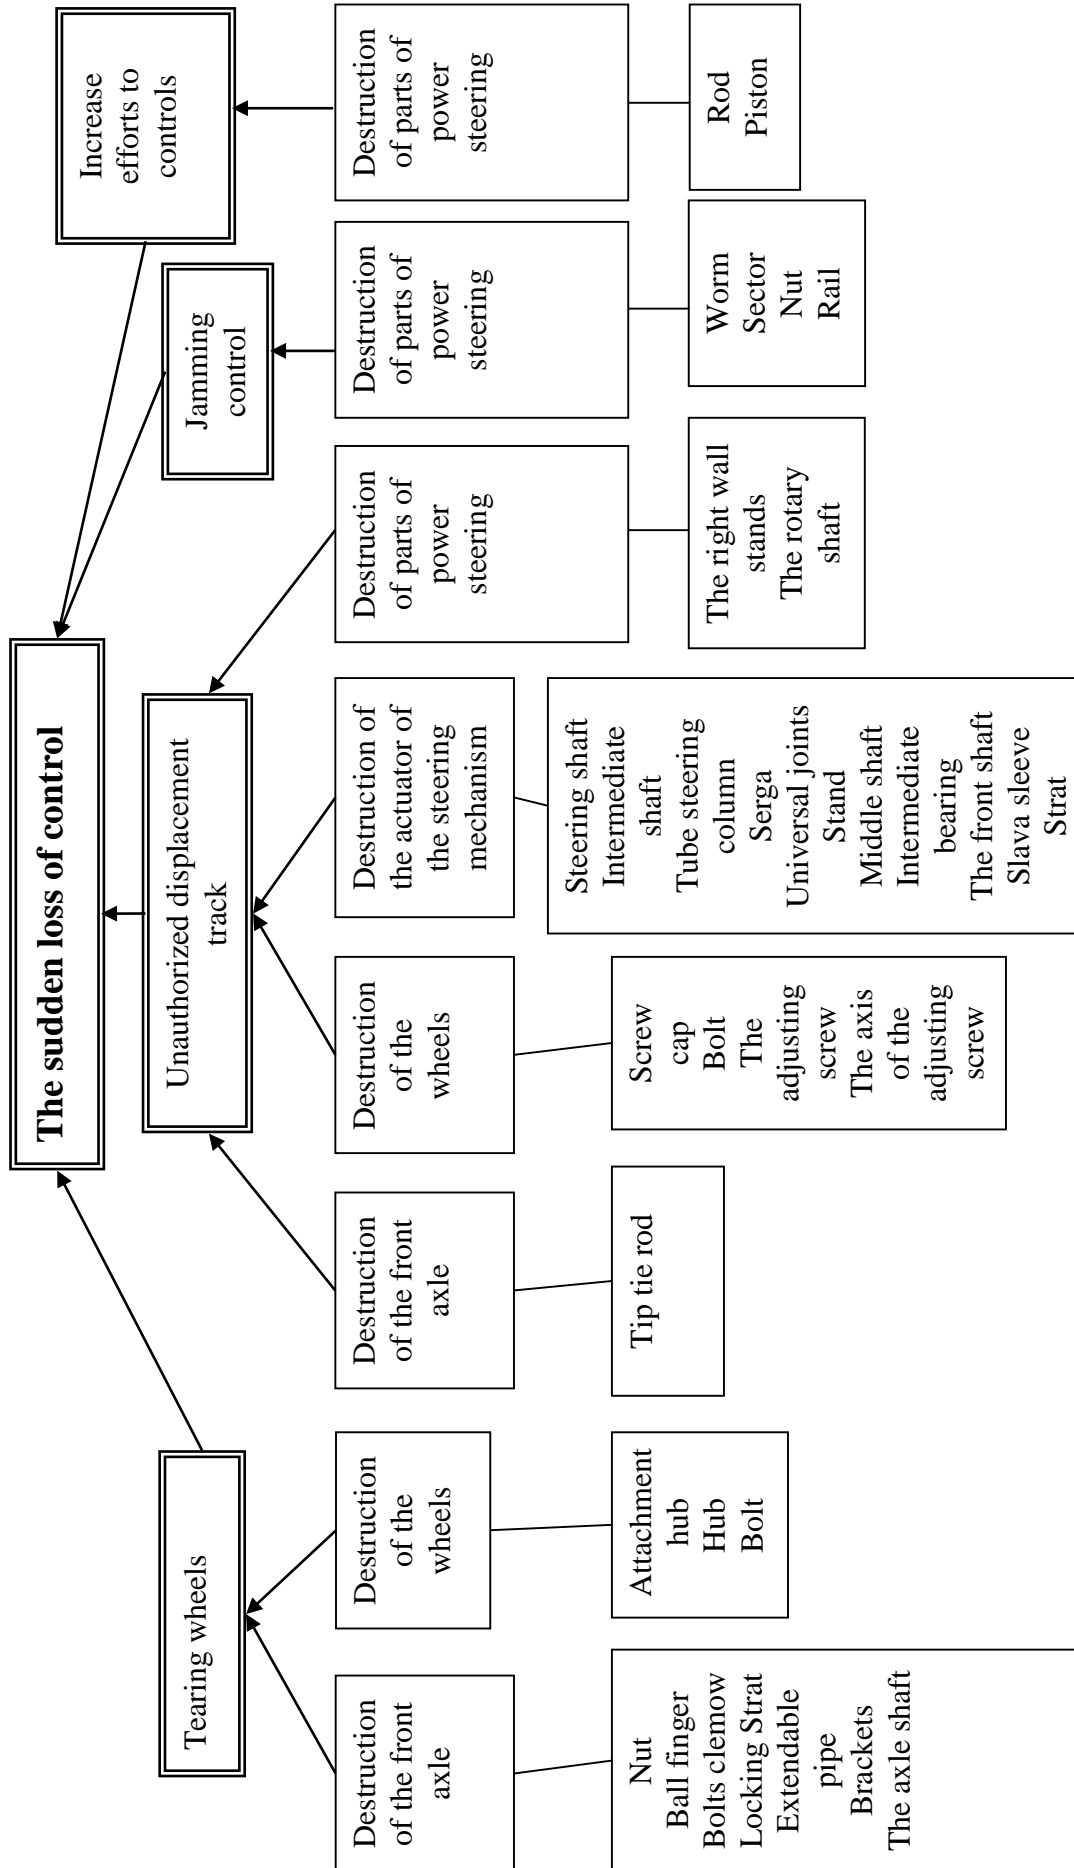 The sudden loss of control
Tearing wheels
Unauthorized displacement
track
Jamming
control
Increase
efforts to
controls
Destruction
of the front
axle
Destruction
of the
wheels
Destruction
of the front
axle
Destruction
of the
wheels
Destruction of
the actuator of
the steering
mechanism
Destruction
of parts of
power
steering
Destruction
of parts of
power
steering
Destruction
of parts of
power
steering
Nut
Ball finger
Bolts clemow
Locking Strat
Extendable
pipe
Brackets
The axle shaft
Attachment
hub
Hub
Bolt
Tip tie rod
Screw
cap
Bolt
The
adjusting
screw
The axis
of the
adjusting
screw
Steering shaft
Intermediate
shaft
Tube steering
column
Serga
Universal joints
Stand
Middle shaft
Intermediate
bearing
The front shaft
Slava sleeve
Strat
The right wall
stands
The rotary
shaft
Worm
Sector
Nut
Rail
Rod
Piston